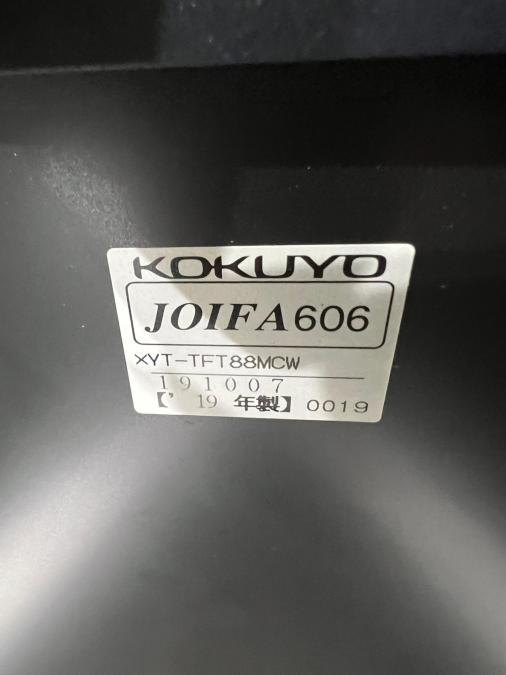 KOKUYO
JOIFA606
XYT-TFT88MCW
191007
【’19 年製】 0019